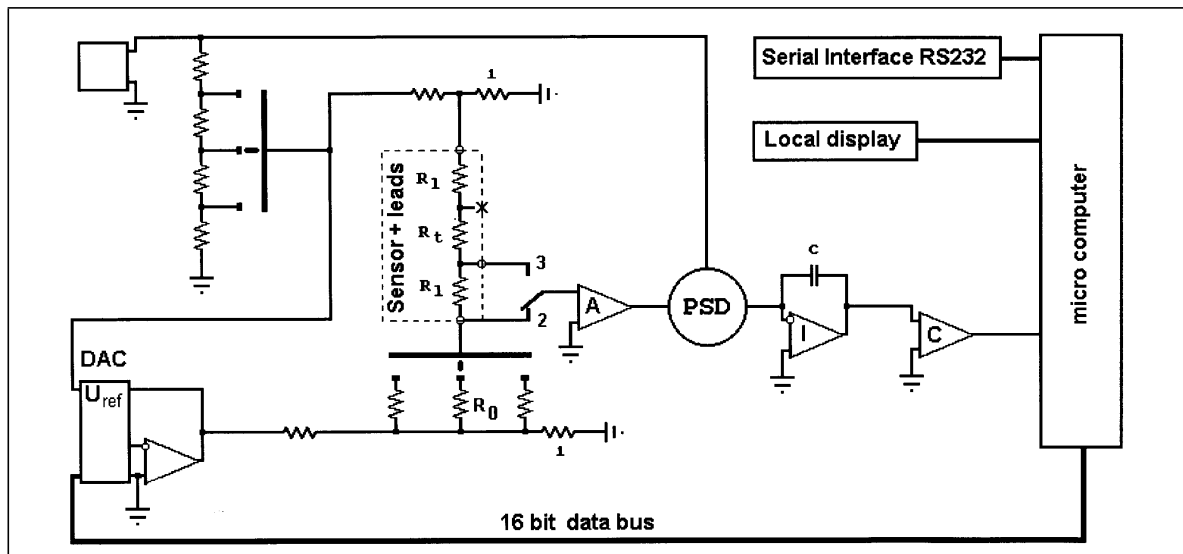 Serial Interface RS232
Local display
micro computer
1
Sensor + leads
R1
Rt
R1
3
2
A
PSD
C
I
C
DAC
Uref
R0
1
16 bit data bus